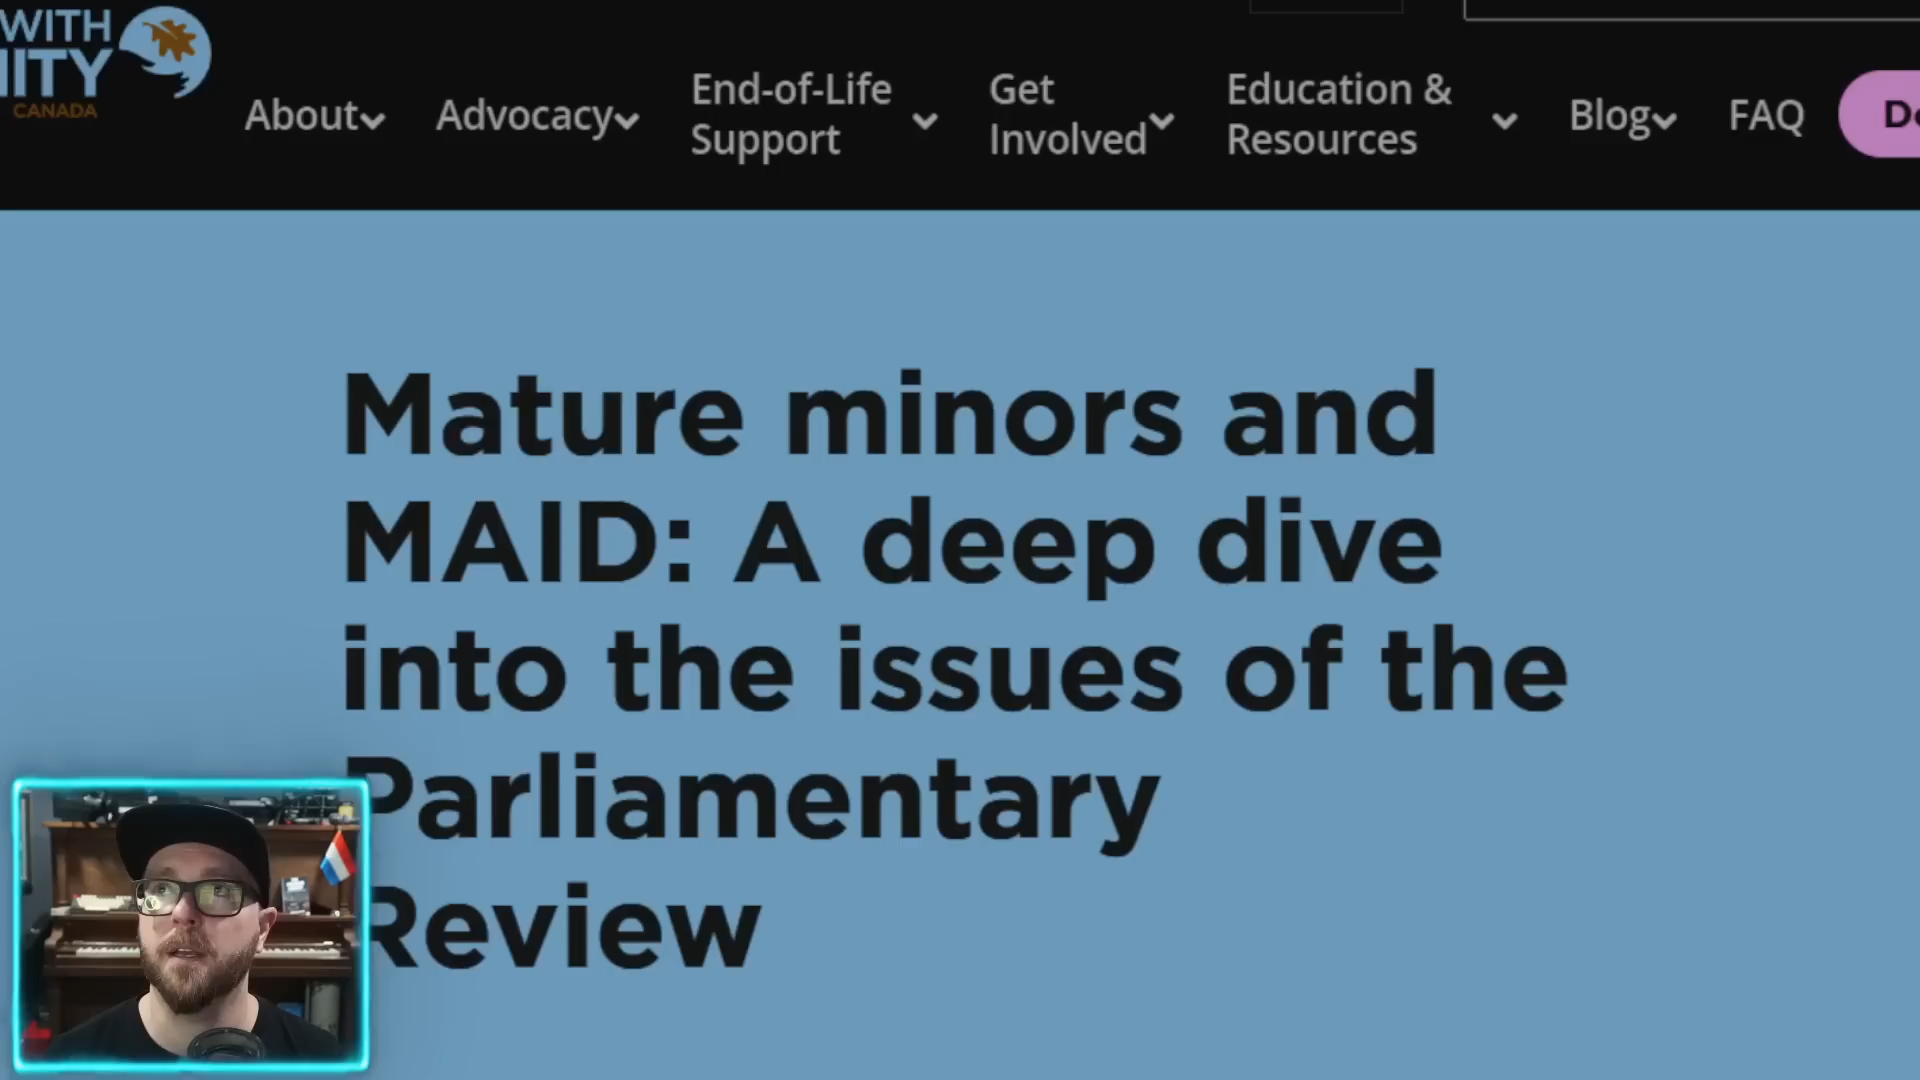 WITH
NITY
CANADA
About
Advocacy
End-of-Life
Support
Get
Involved
Education &
Resources
Blog
FAQ
Mature minors and
MAID: A deep dive
into the issues of the
Parliamentary
Review